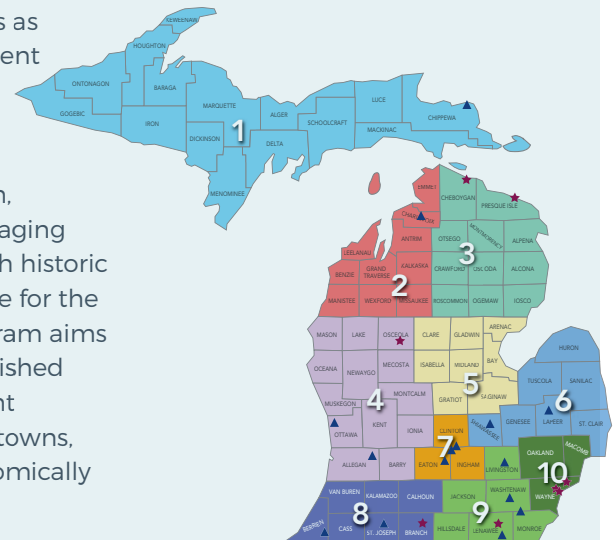 s as
ent
n,
aging
h historic
e for the
ram aims
ished
nt
towns,
omically
KEWEENAW
HOUGHTON
ONTONAGON
BARAGA
GOGEBIC
IRON
MARQUETTE
DICKINSON
1
MENOMINEE
ALGER
DELTA
SCHOOLCRAFT
LUCE
MACKINAC
CHIPPEWA
EMMET
CHEBOYGAN
PRESQUE ISLE
ANTRIM
OTSEGO
MONTMORENCY
ALPENA
3
LEELANAU
BENZIE
GRAND
TRAVERSE
KALKASKA
CRAWFORD
OSCODA
ALCONA
2
MANISTEE
WEXFORD
MISSAUKEE
ROSCOMMON
OGEMAW
IOSCO
MASON
LAKE
OSCEOLA
CLARE
GLADWIN
ARENAC
OCEANA
NEWAYGO
MECOSTA
ISABELLA
MIDLAND
BAY
HURON
5
TUSCOLA
SANILAC
MUSKEGON
4
MONTCALM
GRATIOT
SAGINAW
6
OTTAWA
KENT
IONIA
CLINTON
SHIAWASSEE
GENESEE
LAPEER
ST. CLAIR
7
ALLEGAN
BARRY
EATON
INGHAM
LIVINGSTON
OAKLAND
MACOMB
10
VAN BUREN
KALAMAZOO
CALHOUN
JACKSON
WASHTENAW
WAYNE
8
9
BERRIEN
CASS
ST. JOSEPH
BRANCH
HILLSDALE
LENAWEE
MONROE